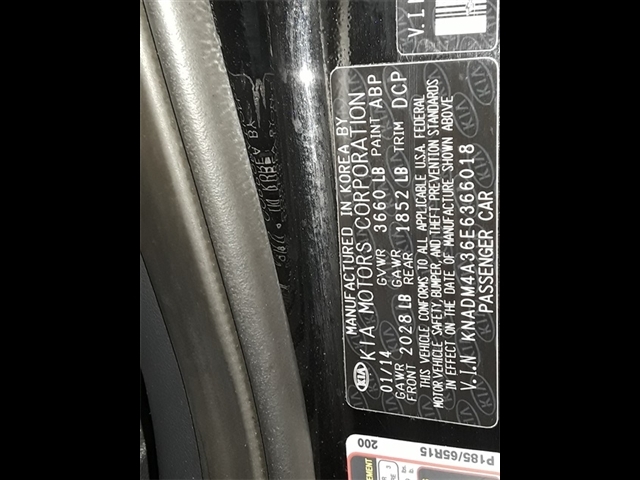 MANUFACTURED IN KOREA BY
KIA KIA MOTORS CORPORATION
01/14 GVWR 3660 LB PAINT ABP
GAWR FRONT 2028 LB GAWR REAR 1852 LB TRIM DCP
THIS VEHICLE CONFORMS TO ALL APPLICABLE U.S.A. FEDERAL
MOTOR VEHICLE SAFETY, BUMPER, AND THEFT PREVENTION STANDARDS
IN EFFECT ON THE DATE OF MANUFACTURE SHOWN ABOVE
V.I.N KNADM4A36E6366018
PASSENGER CAR
V.I
P185/65R15
200